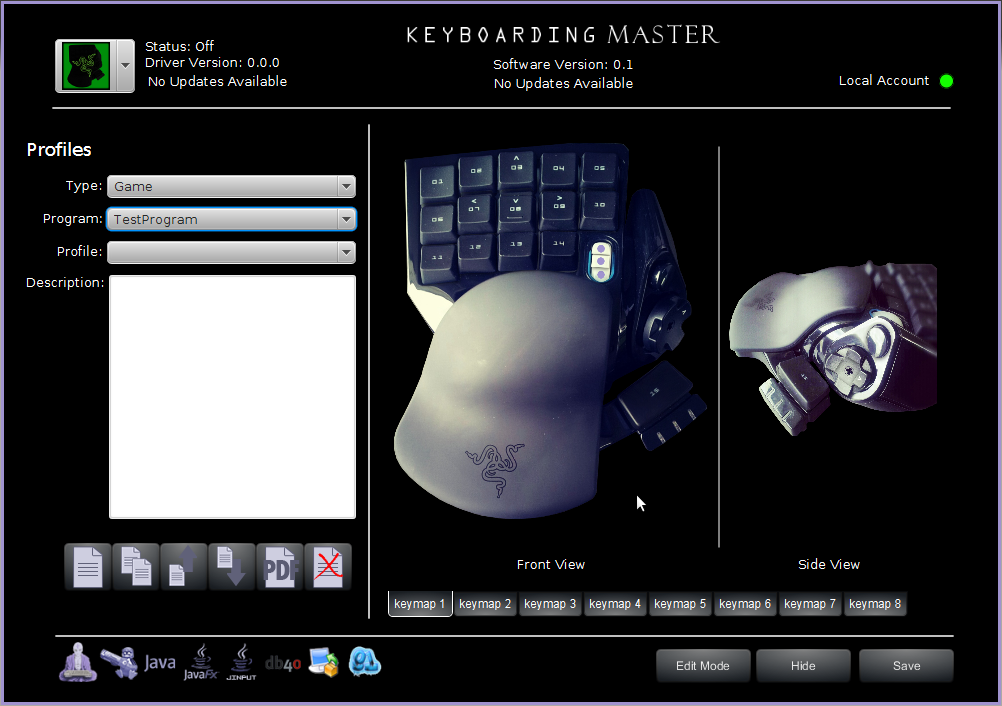 KEYBOARDING MASTER
Status: Off
Driver Version: 0.0.0
No Updates Available
Software Version: 0.1
No Updates Available
Local Account
Profiles
Type: Game
Program: TestProgram
Profile:
Description:
01 02 ^ 03 04 05
06 < 07 v 08 > 09 10
11 12 13 14
15
PDF
Front View
Side View
keymap 1 keymap 2 keymap 3 keymap 4 keymap 5 keymap 6 keymap 7 keymap 8
Java
JavaFX
JINPUT
db4o
Edit Mode
Hide
Save